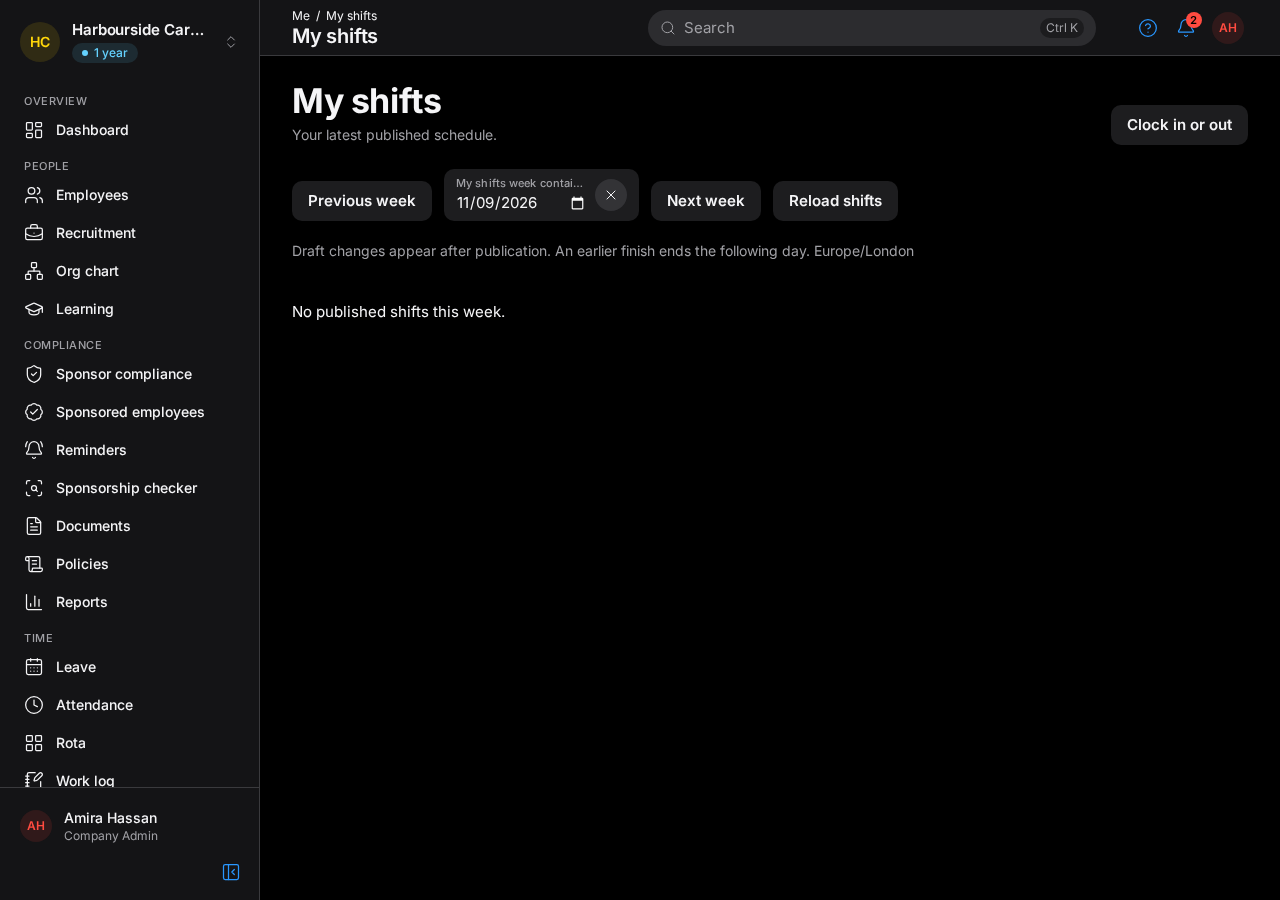 HC
Harbourside Car...
1 year
OVERVIEW
Dashboard
PEOPLE
Employees
Recruitment
Org chart
Learning
COMPLIANCE
Sponsor compliance
Sponsored employees
Reminders
Sponsorship checker
Documents
Policies
Reports
TIME
Leave
Attendance
Rota
Work log
AH
Amira Hassan
Company Admin
Me / My shifts
My shifts
Search
Ctrl K
2
AH
My shifts
Your latest published schedule.
Clock in or out
Previous week
My shifts week contai...
11/09/2026
Next week
Reload shifts
Draft changes appear after publication. An earlier finish ends the following day. Europe/London
No published shifts this week.